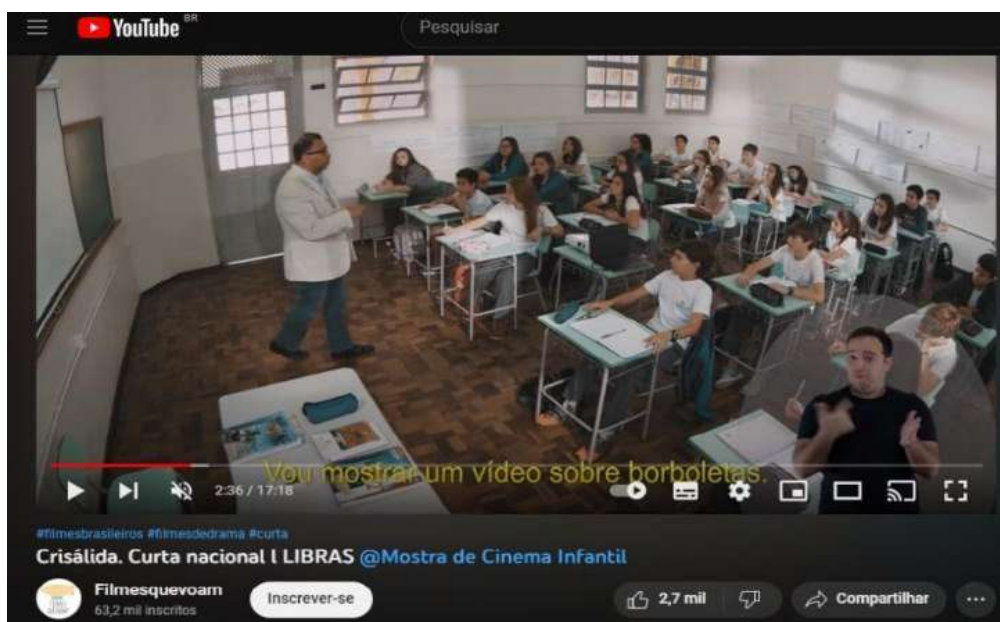 YouTube BR
Pesquisar
Vou mostrar um vídeo sobre borboletas.
2:36 / 17:18
#filmesbrasileiros #filmesdedrama #curta
Crisálida. Curta nacional l LIBRAS @Mostra de Cinema Infantil
Filmesquevoam
63,2 mil inscritos
Inscrever-se
2,7 mil
Compartilhar